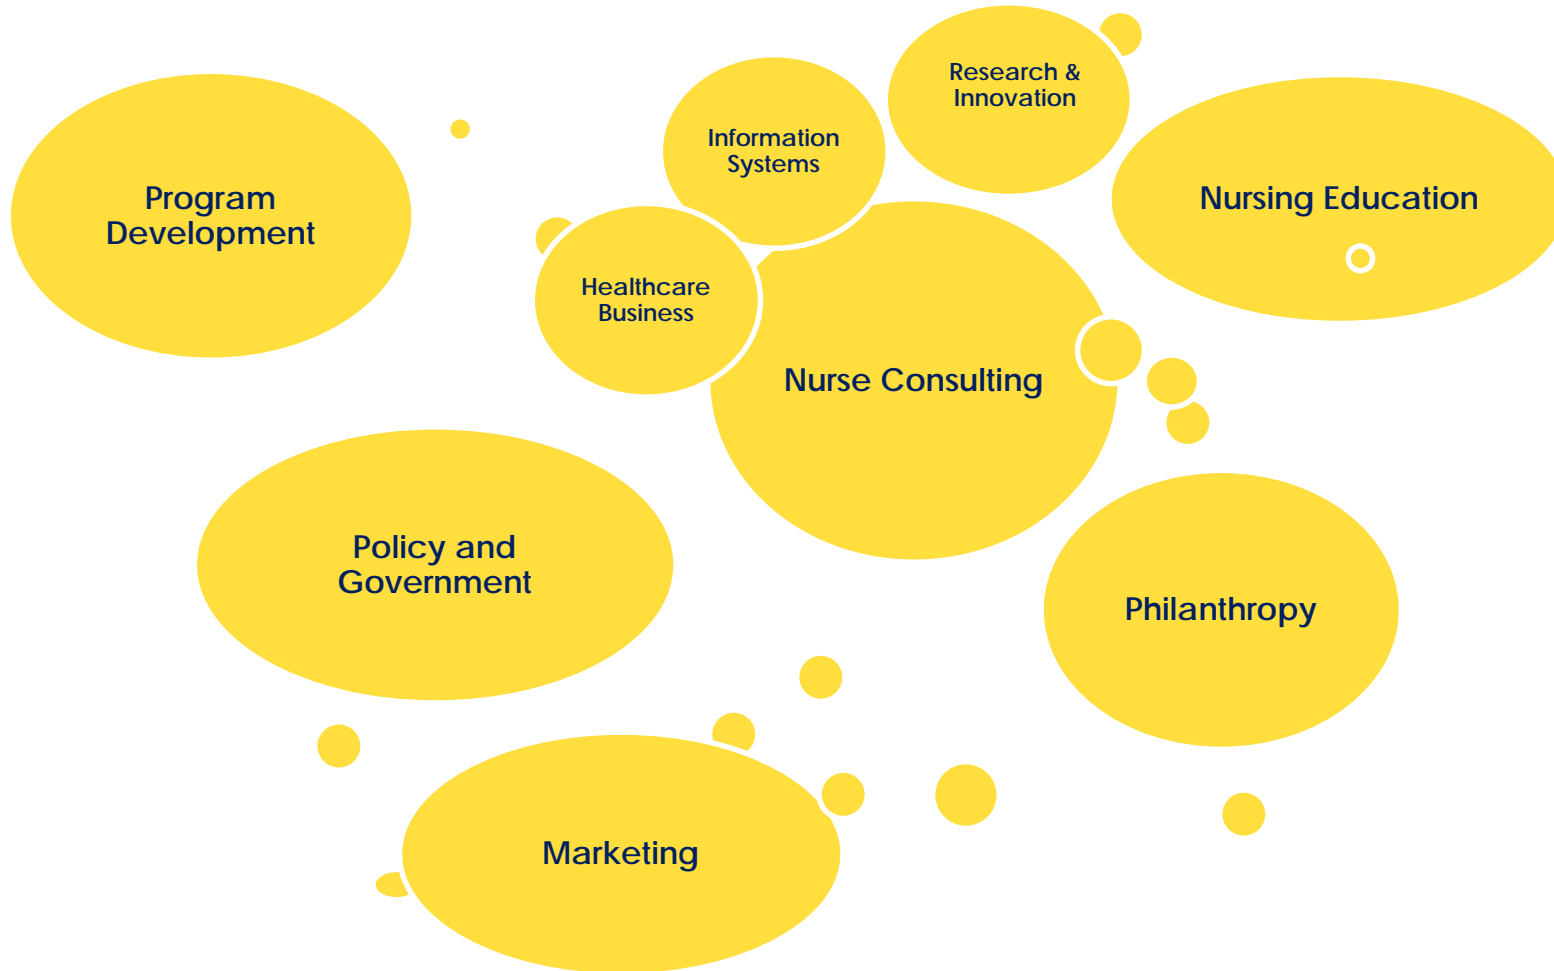 Research &
Innovation
Information
Systems
Program
Development
Nursing Education
Healthcare
Business
Nurse Consulting
Policy and
Government
Philanthropy
Marketing